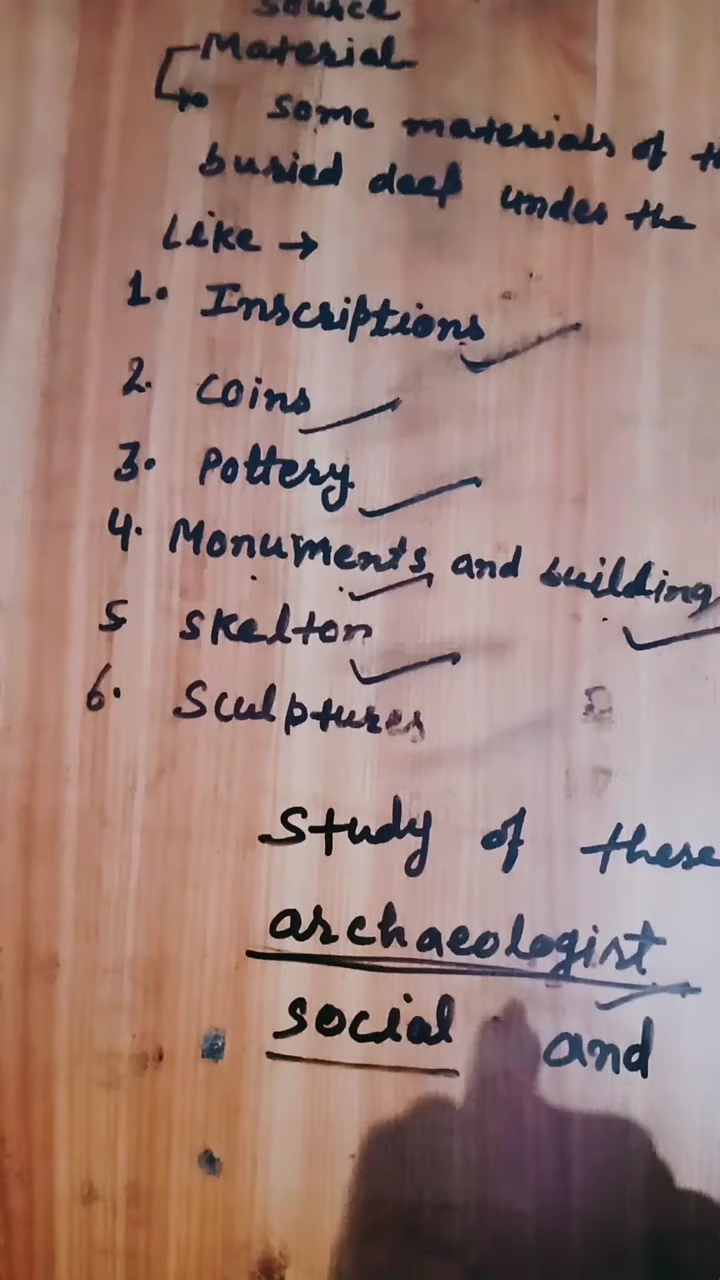 source
Material
some materials of
buried deep under the
Like →
1. Inscriptions
2. coins
3. Pottery
4. Monuments and building
5 skelton
6. Sculptures
Study of these
archaeologist
social and